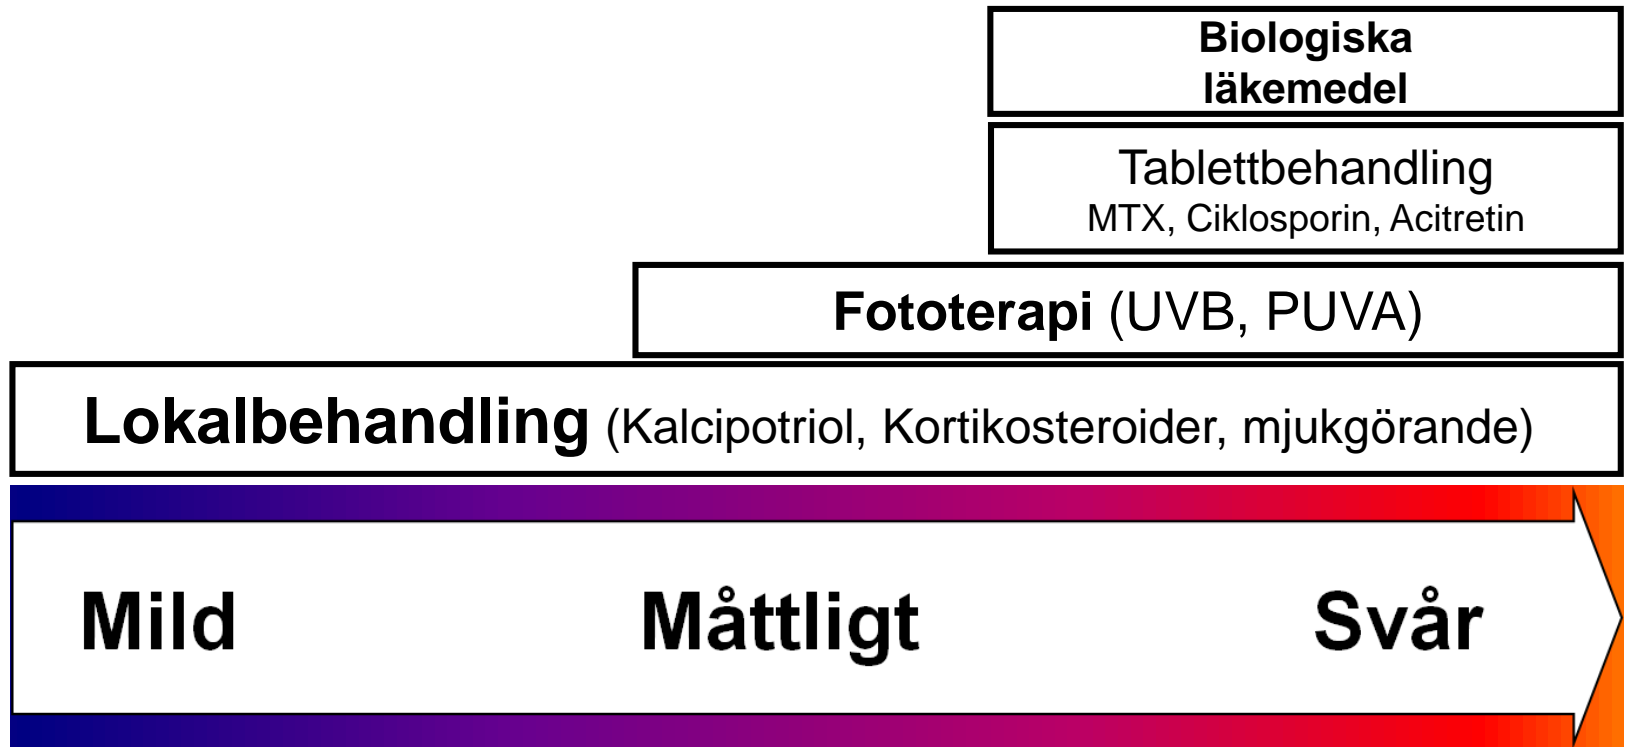 Biologiska
läkemedel
Tablettbehandling
MTX, Ciklosporin, Acitretin
Fototerapi (UVB, PUVA)
Lokalbehandling (Kalcipotriol, Kortikosteroider, mjukgörande)
Mild Måttligt Svår